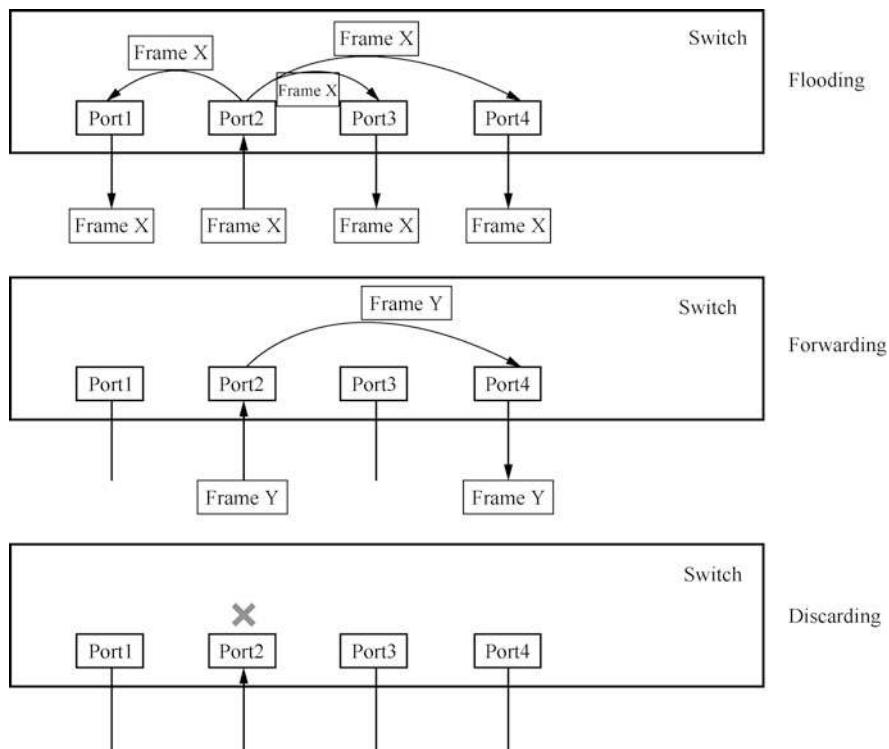 Frame X
Frame X
Switch
Frame X
Flooding
Port1
Port2
Port3
Port4
Frame X
Frame X
Frame X
Frame X
Frame Y
Switch
Forwarding
Port1
Port2
Port3
Port4
Frame Y
Frame Y
Switch
Discarding
Port1
Port2
Port3
Port4